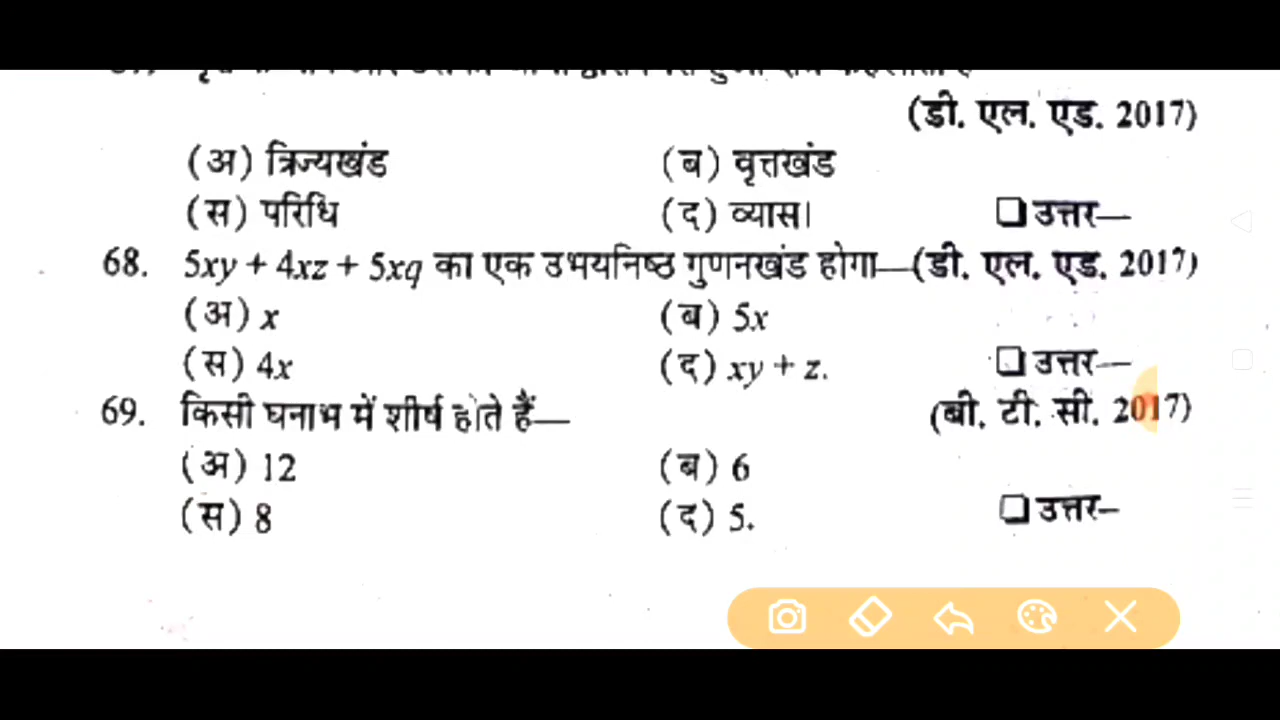 (डी. एल. एड. 2017)
(अ) त्रिज्यखंड (ब) वृत्तखंड
(स) परिधि (द) व्यास। उत्तर—
68. 5xy + 4xz + 5xq का एक उभयनिष्ठ गुणनखंड होगा—(डी. एल. एड. 2017)
(अ) x (ब) 5x
(स) 4x (द) xy + z. उत्तर—
69. किसी घनाभ में शीर्ष होते हैं— (बी. टी. सी. 2017)
(अ) 12 (ब) 6
(स) 8 (द) 5. उत्तर–